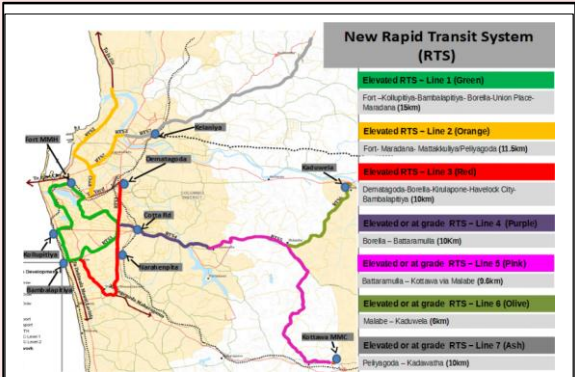 New Rapid Transit System
(RTS)
Elevated RTS – Line 1 (Green)
Fort –Kollupitiya-Bambalapitiya- Borella-Union Place-
Maradana (15km)
Elevated RTS – Line 2 (Orange)
Fort- Maradana- Mattakkuliya/Peliyagoda (11.5km)
Elevated RTS – Line 3 (Red)
Dematagoda-Borella-Kirulapone-Havelock City-
Bambalapitiya (10km)
Elevated or at grade RTS – Line 4 (Purple)
Borella – Battaramulla (10Km)
Elevated or at grade RTS – Line 5 (Pink)
Battaramulla – Kottawa via Malabe (9.6km)
Elevated or at grade RTS – Line 6 (Olive)
Malabe - Kaduwela (6km)
Elevated or at grade RTS – Line 7 (Ash)
Peliyagoda – Kadawatha (10km)
Kelaniya
Fort MMH
Dematagoda
Kaduwela
Cotta Rd
Kollupitiya
Narahenpita
Bambalapitiya
Kottawa MMC